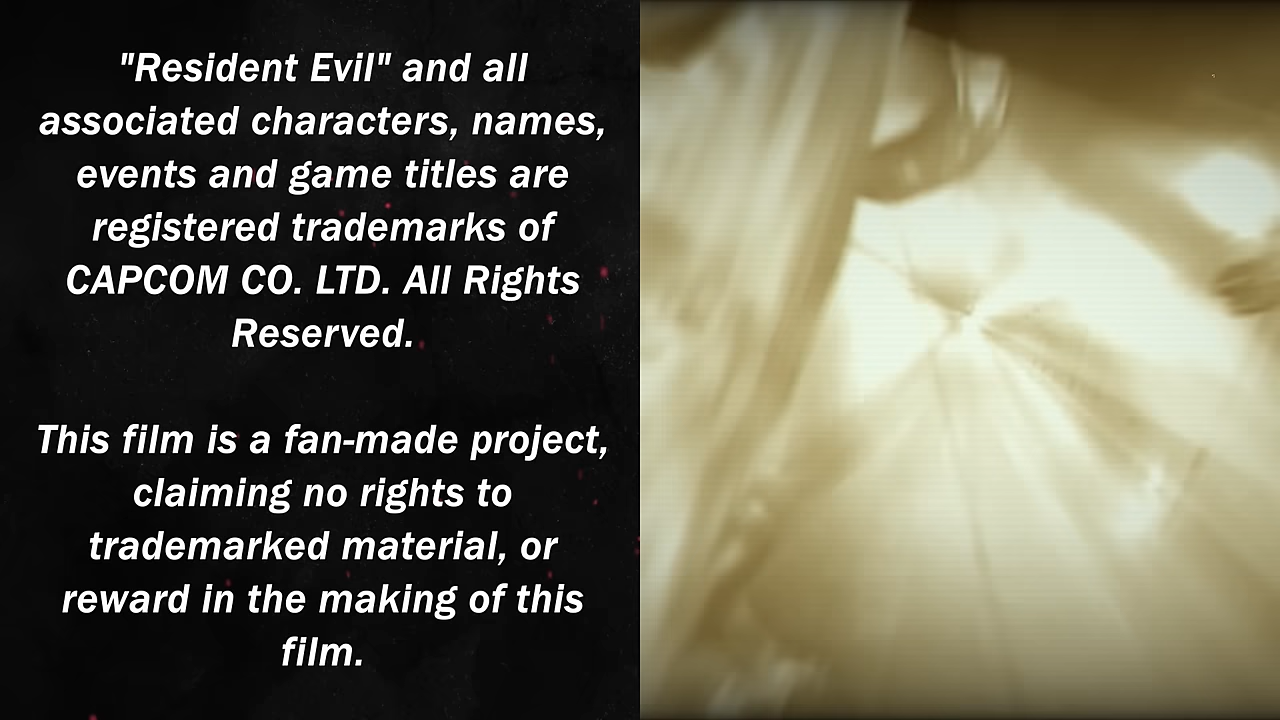 "Resident Evil" and all
associated characters, names,
events and game titles are
registered trademarks of
CAPCOM CO. LTD. All Rights
Reserved.
This film is a fan-made project,
claiming no rights to
trademarked material, or
reward in the making of this
film.